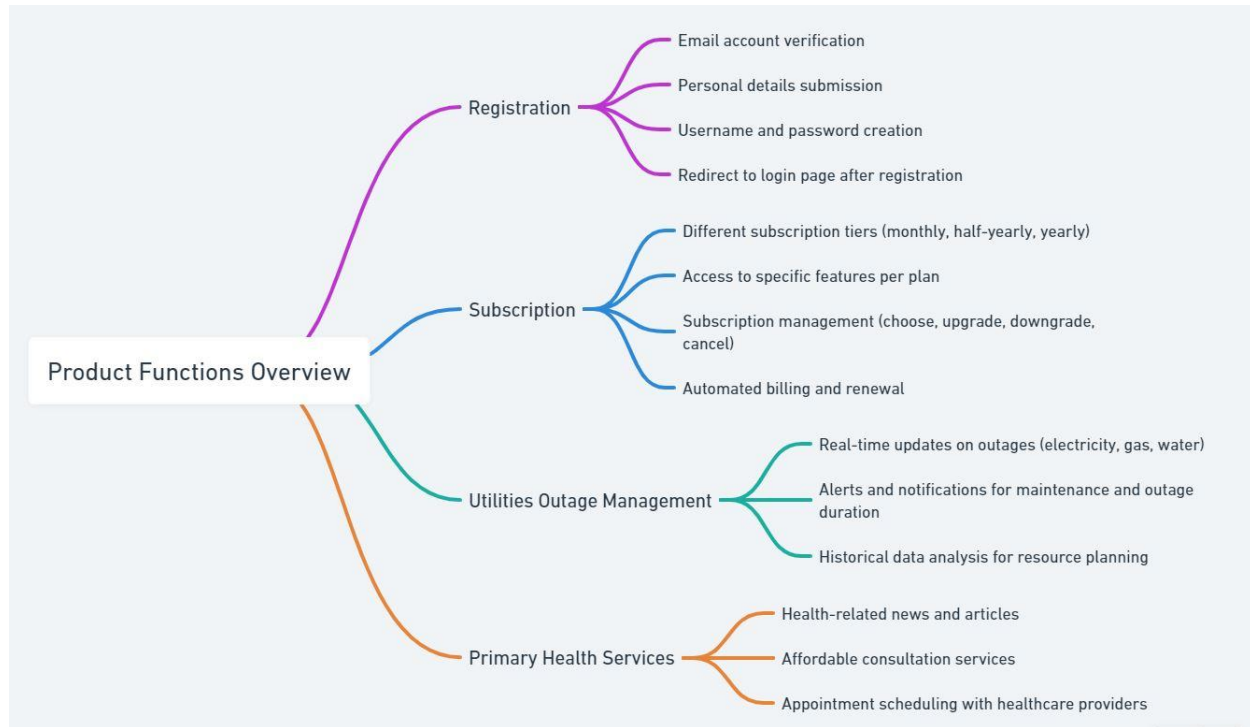 Product Functions Overview
Registration
Email account verification
Personal details submission
Username and password creation
Redirect to login page after registration
Subscription
Different subscription tiers (monthly, half-yearly, yearly)
Access to specific features per plan
Subscription management (choose, upgrade, downgrade,
cancel)
Automated billing and renewal
Utilities Outage Management
Real-time updates on outages (electricity, gas, water)
Alerts and notifications for maintenance and outage
duration
Historical data analysis for resource planning
Primary Health Services
Health-related news and articles
Affordable consultation services
Appointment scheduling with healthcare providers